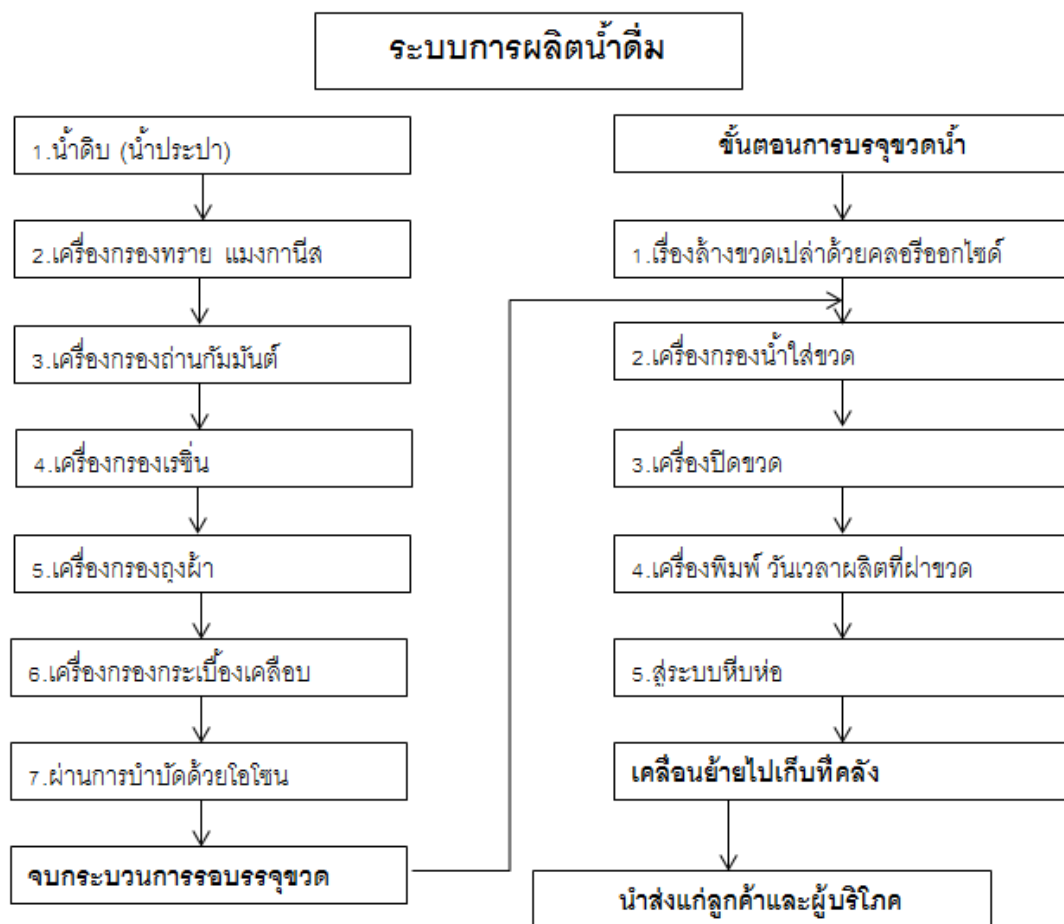 ระบบการผลิตน้ำดื่ม
1.น้ำดิบ (น้ำประปา)
2.เครื่องกรองทราย แมงกานีส
3.เครื่องกรองถ่านกัมมันต์
4.เครื่องกรองเรซิ่น
5.เครื่องกรองถุงผ้า
6.เครื่องกรองกระเบื้องเคลือบ
7.ผ่านการบำบัดด้วยโอโซน
จบกระบวนการรอบรรจุขวด
ขั้นตอนการบรจุขวดน้ำ
1.เรื่องล้างขวดเปล่าด้วยคลอรีออกไซด์
2.เครื่องกรองน้ำใส่ขวด
3.เครื่องปิดขวด
4.เครื่องพิมพ์ วันเวลาผลิตที่ฝาขวด
5.สู่ระบบหีบห่อ
เคลื่อนย้ายไปเก็บที่คลัง
นำส่งแก่ลูกค้าและผู้บริโภค